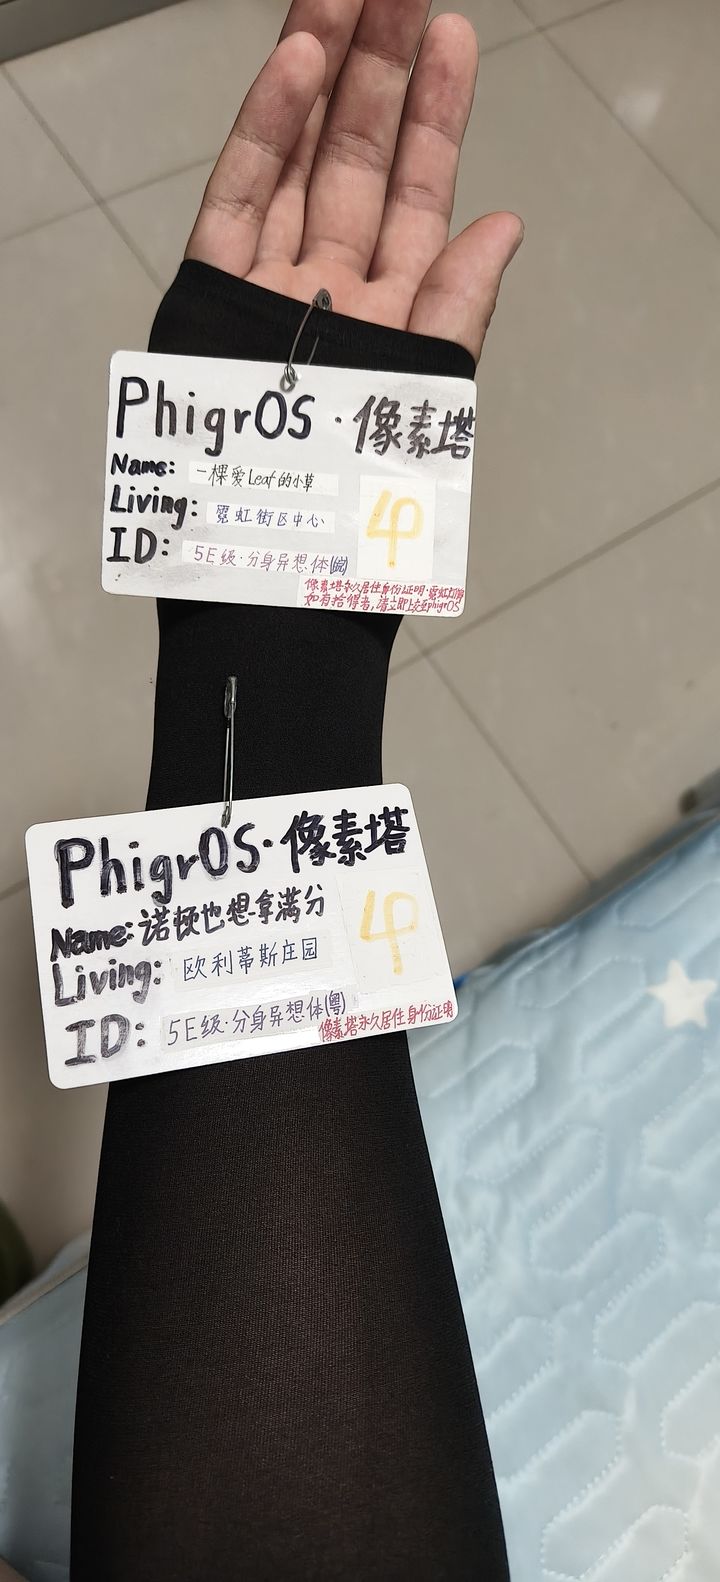 PhigrOS·像素塔
Name: 一棵爱Leaf的小草
Living: 霓虹街区中心
ID: 5E级·分身异想体(皖)
像素塔永久居住身份证明·霓虹
如有拾得者,请立即上交至phigrOS
PhigrOS·像素塔
Name: 诺顿也想拿满分
Living: 欧利蒂斯庄园
ID: 5E级·分身异想体(粤)
像素塔永久居住身份证明